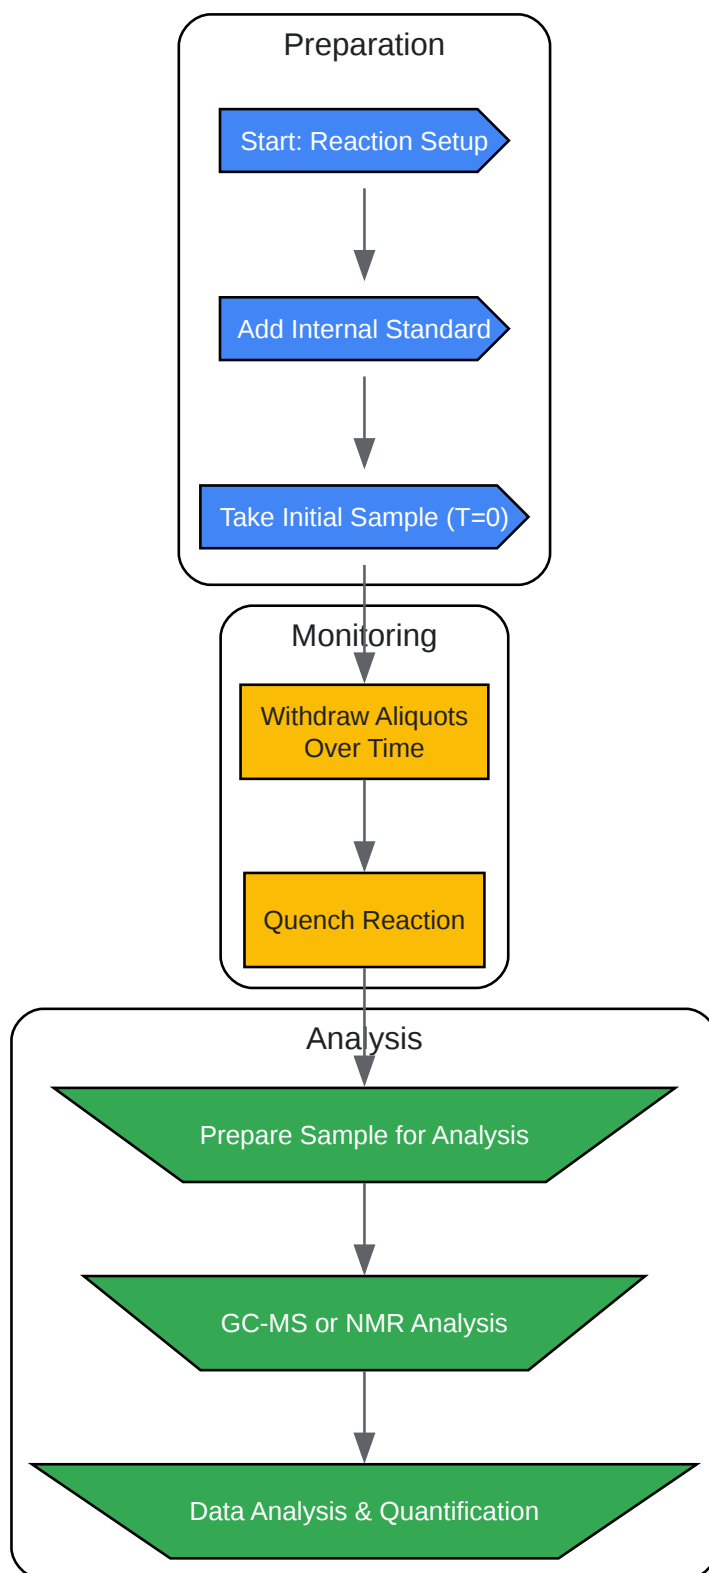 Preparation
Start: Reaction Setup
Add Internal Standard
Take Initial Sample (T=0)
Monitoring
Withdraw Aliquots
Over Time
Quench Reaction
Analysis
Prepare Sample for Analysis
GC-MS or NMR Analysis
Data Analysis & Quantification